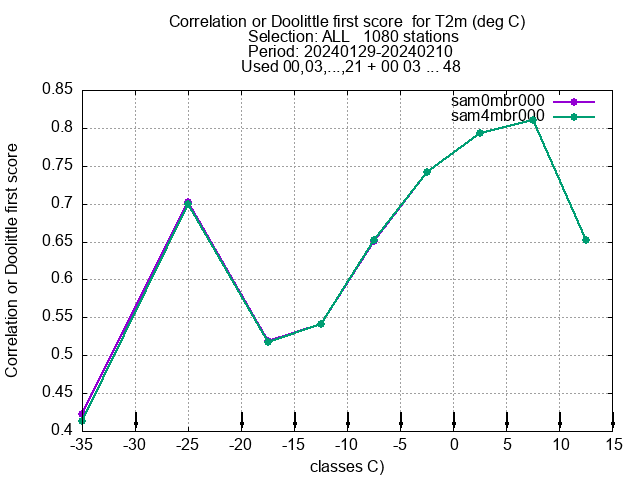 Correlation or Doolittle first score  for T2m (deg C)
Selection: ALL   1080 stations
Period: 20240129-20240210
Used 00,03,...,21 + 00 03 ... 48
sam0mbr000
sam4mbr000
Correlation or Doolittle first score
0.85
0.8
0.75
0.7
0.65
0.6
0.55
0.5
0.45
0.4
-35 -30 -25 -20 -15 -10 -5 0 5 10 15
classes C)